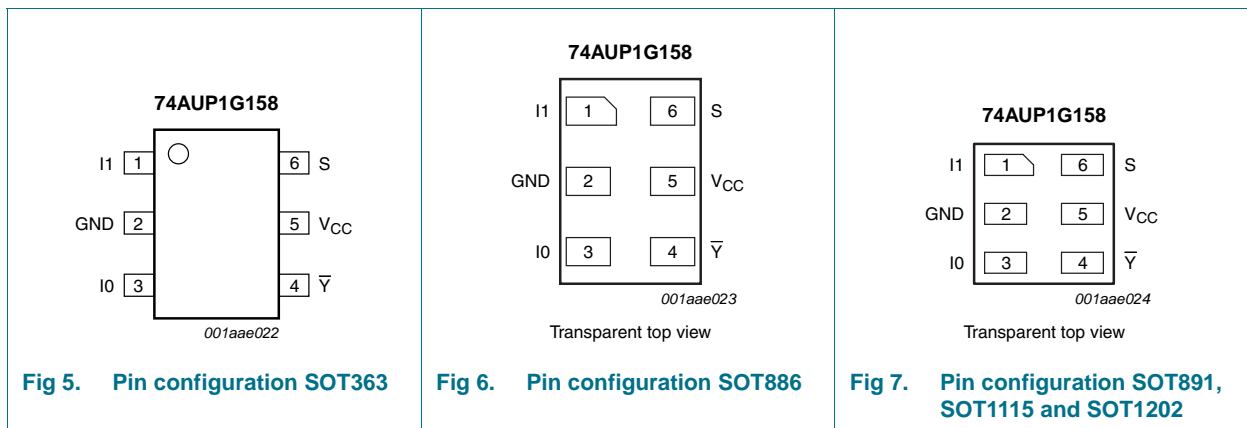 74AUP1G158
I1 1 6 S
GND 2 5 VCC
I0 3 4 Y̅
001aae022
Fig 5. Pin configuration SOT363
74AUP1G158
I1 1 6 S
GND 2 5 VCC
I0 3 4 Y̅
001aae023
Transparent top view
Fig 6. Pin configuration SOT886
74AUP1G158
I1 1 6 S
GND 2 5 VCC
I0 3 4 Y̅
001aae024
Transparent top view
Fig 7. Pin configuration SOT891,
SOT1115 and SOT1202